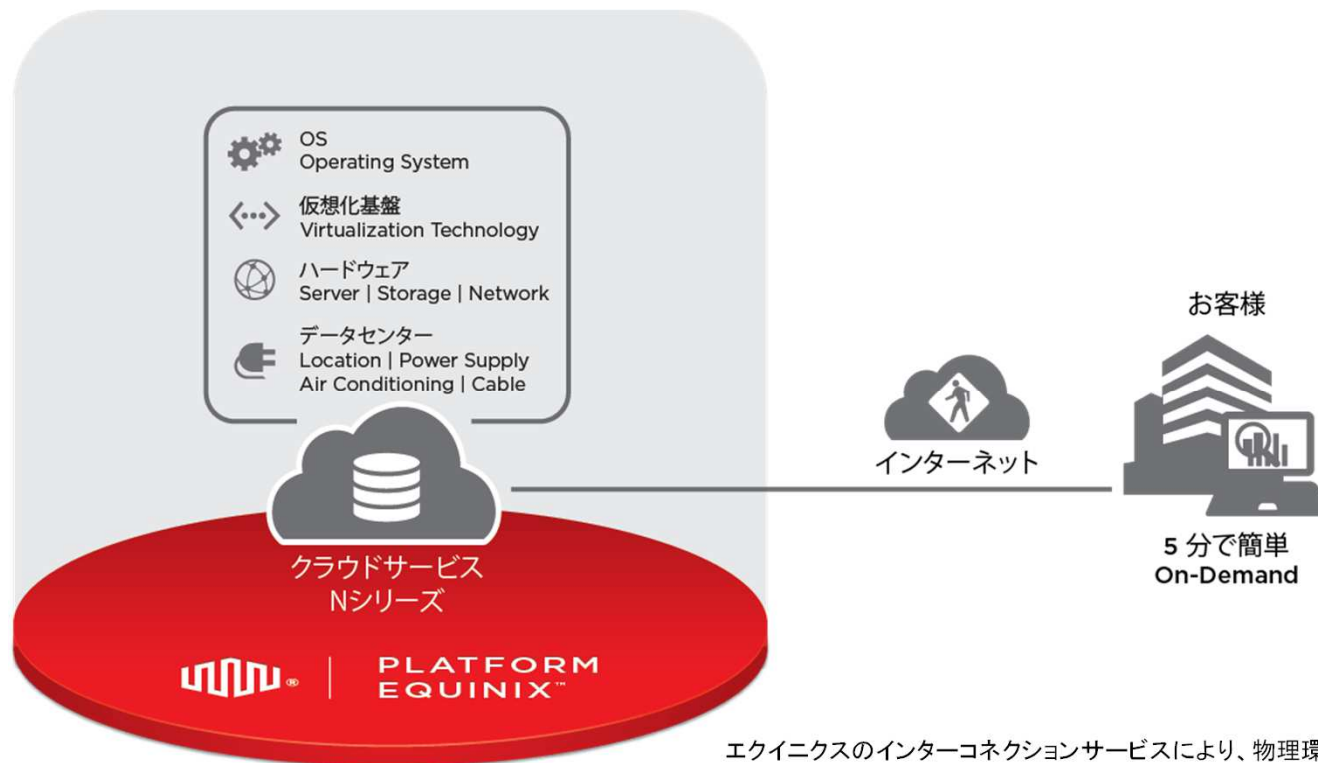 OS
Operating System
仮想化基盤
Virtualization Technology
ハードウェア
Server | Storage | Network
データセンター
Location | Power Supply
Air Conditioning | Cable
クラウドサービス
Nシリーズ
PLATFORM
EQUINIX™
お客様
インターネット
5 分で簡単
On-Demand
エクイニクスのインターコネクションサービスにより、物理環